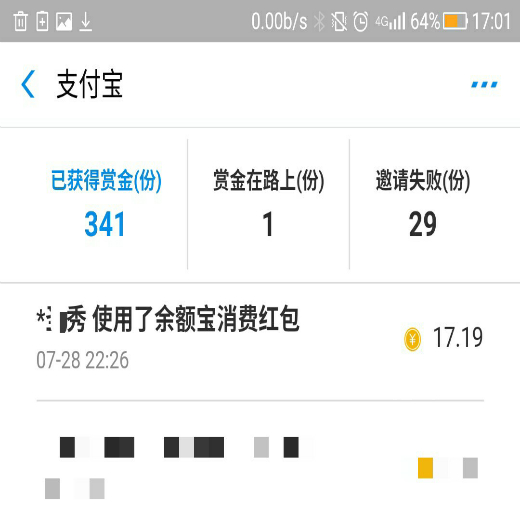 0.00b/s 4G 64% 17:01
支付宝
已获得赏金(份) 赏金在路上(份) 邀请失败(份)
341 1 29
秀 使用了余额宝消费红包
17.19
07-28 22:26